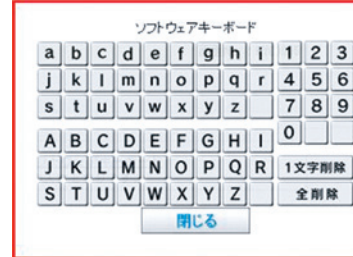 ソフトウェアキーボード
a b c d e f g h i 1 2 3
j k l m n o p q r 4 5 6
s t u v w x y z 7 8 9
0
A B C D E F G H I
J K L M N O P Q R 1文字削除
S T U V W X Y Z 全削除
閉じる